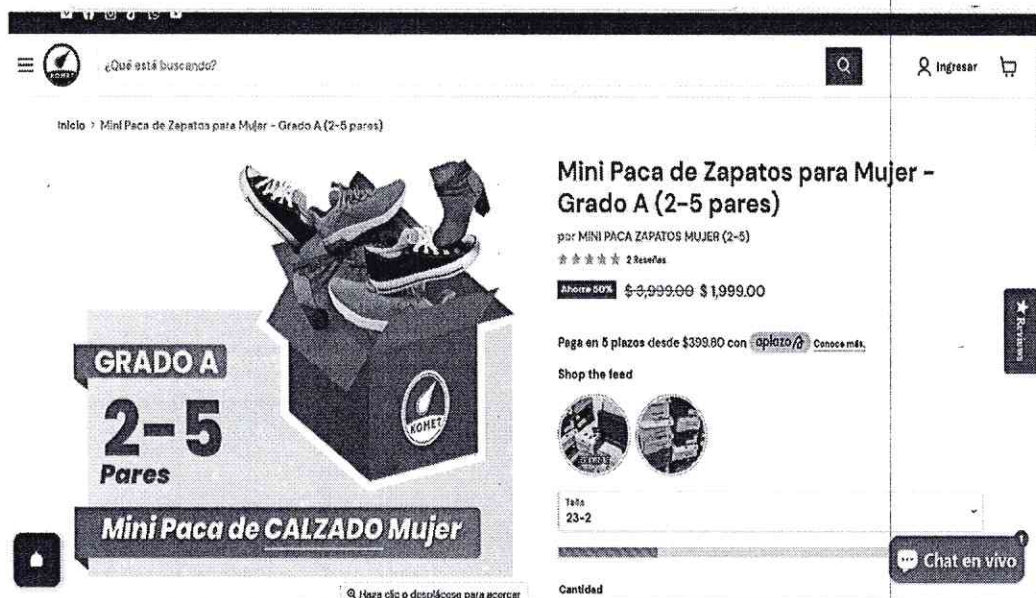 KOMET
¿Qué está buscando?
Ingresar
Inicio > Mini Paca de Zapatos para Mujer - Grado A (2-5 pares)
GRADO A
2-5
Pares
KOMET
Mini Paca de CALZADO Mujer
Haga clic o desplácese para acercar
Mini Paca de Zapatos para Mujer -
Grado A (2-5 pares)
por MINI PACA ZAPATOS MUJER (2-5)
2 Reseñas
Ahorre 50% $ 3,999.00 $ 1,999.00
Paga en 5 plazos desde $399.80 con aplazo Conoce más.
Shop the feed
Talla
23-2
Cantidad
Reviews
1
Chat en vivo